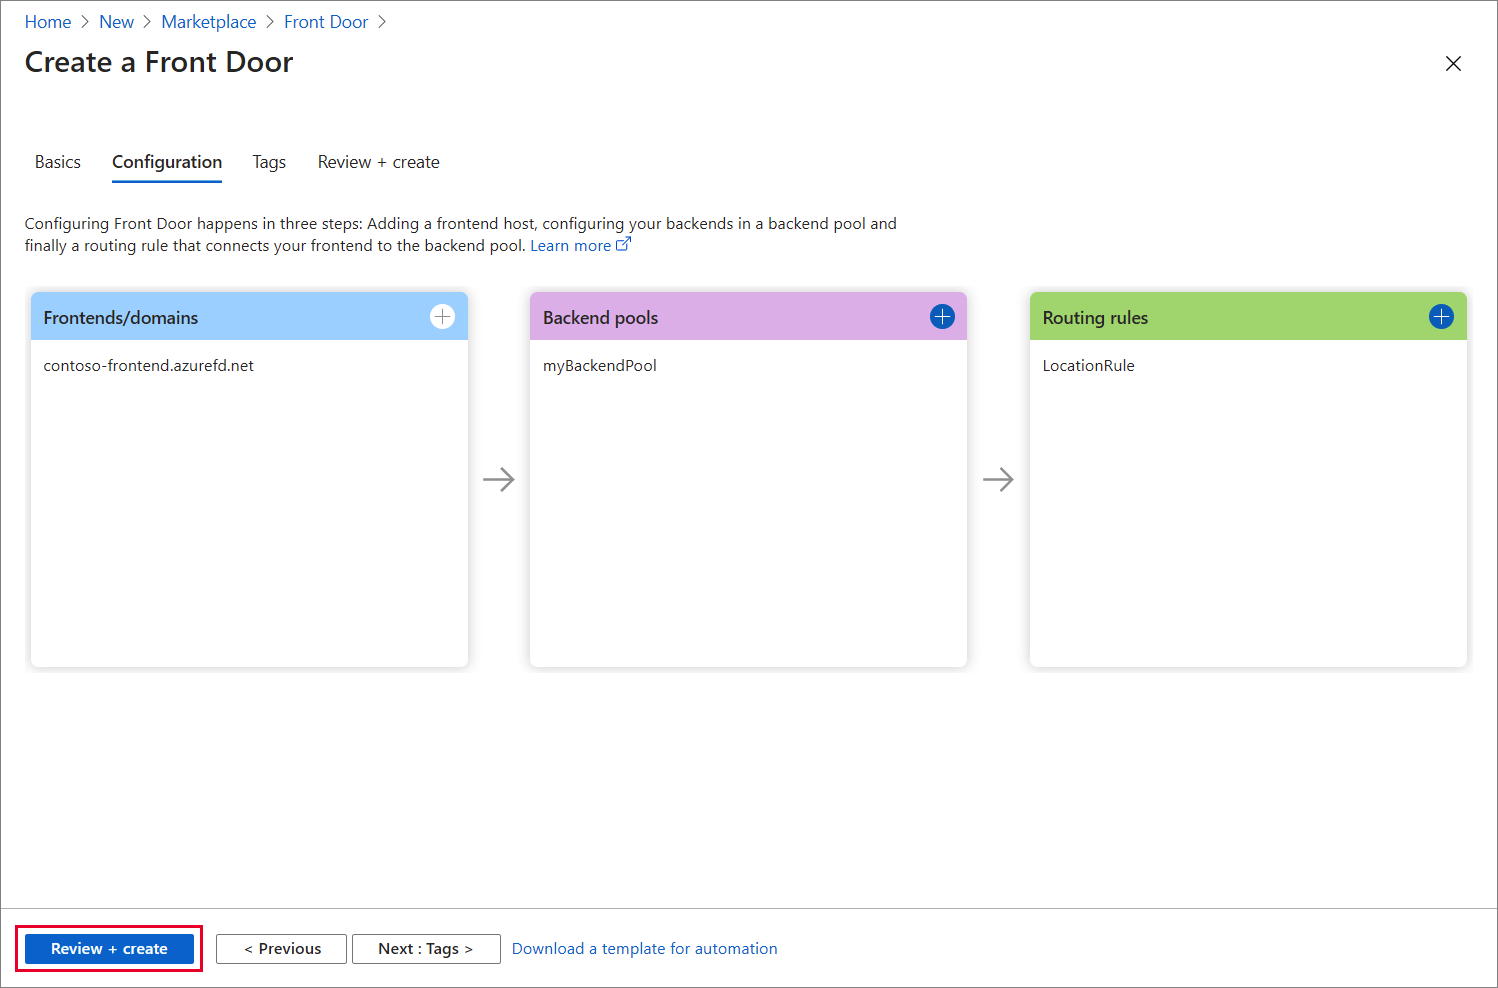 Home > New > Marketplace > Front Door >
Create a Front Door
Basics Configuration Tags Review + create
Configuring Front Door happens in three steps: Adding a frontend host, configuring your backends in a backend pool and
finally a routing rule that connects your frontend to the backend pool. Learn more
Frontends/domains
contoso-frontend.azurefd.net
Backend pools
myBackendPool
Routing rules
LocationRule
Review + create
< Previous
Next : Tags >
Download a template for automation